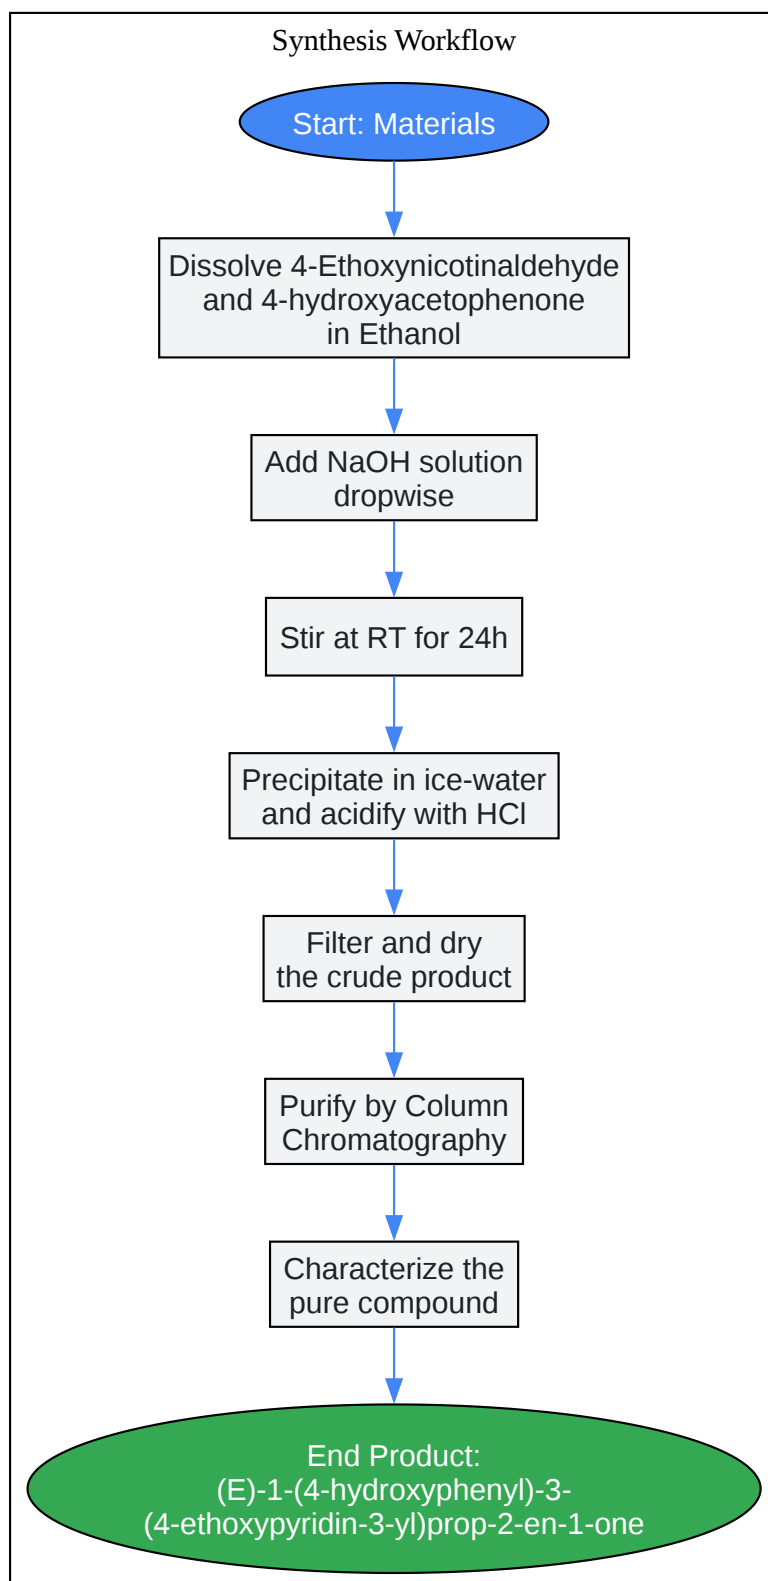 Synthesis Workflow
Start: Materials
Dissolve 4-Ethoxynicotinaldehyde
and 4-hydroxyacetophenone
in Ethanol
Add NaOH solution
dropwise
Stir at RT for 24h
Precipitate in ice-water
and acidify with HCl
Filter and dry
the crude product
Purify by Column
Chromatography
Characterize the
pure compound
End Product:
(E)-1-(4-hydroxyphenyl)-3-
(4-ethoxypyridin-3-yl)prop-2-en-1-one